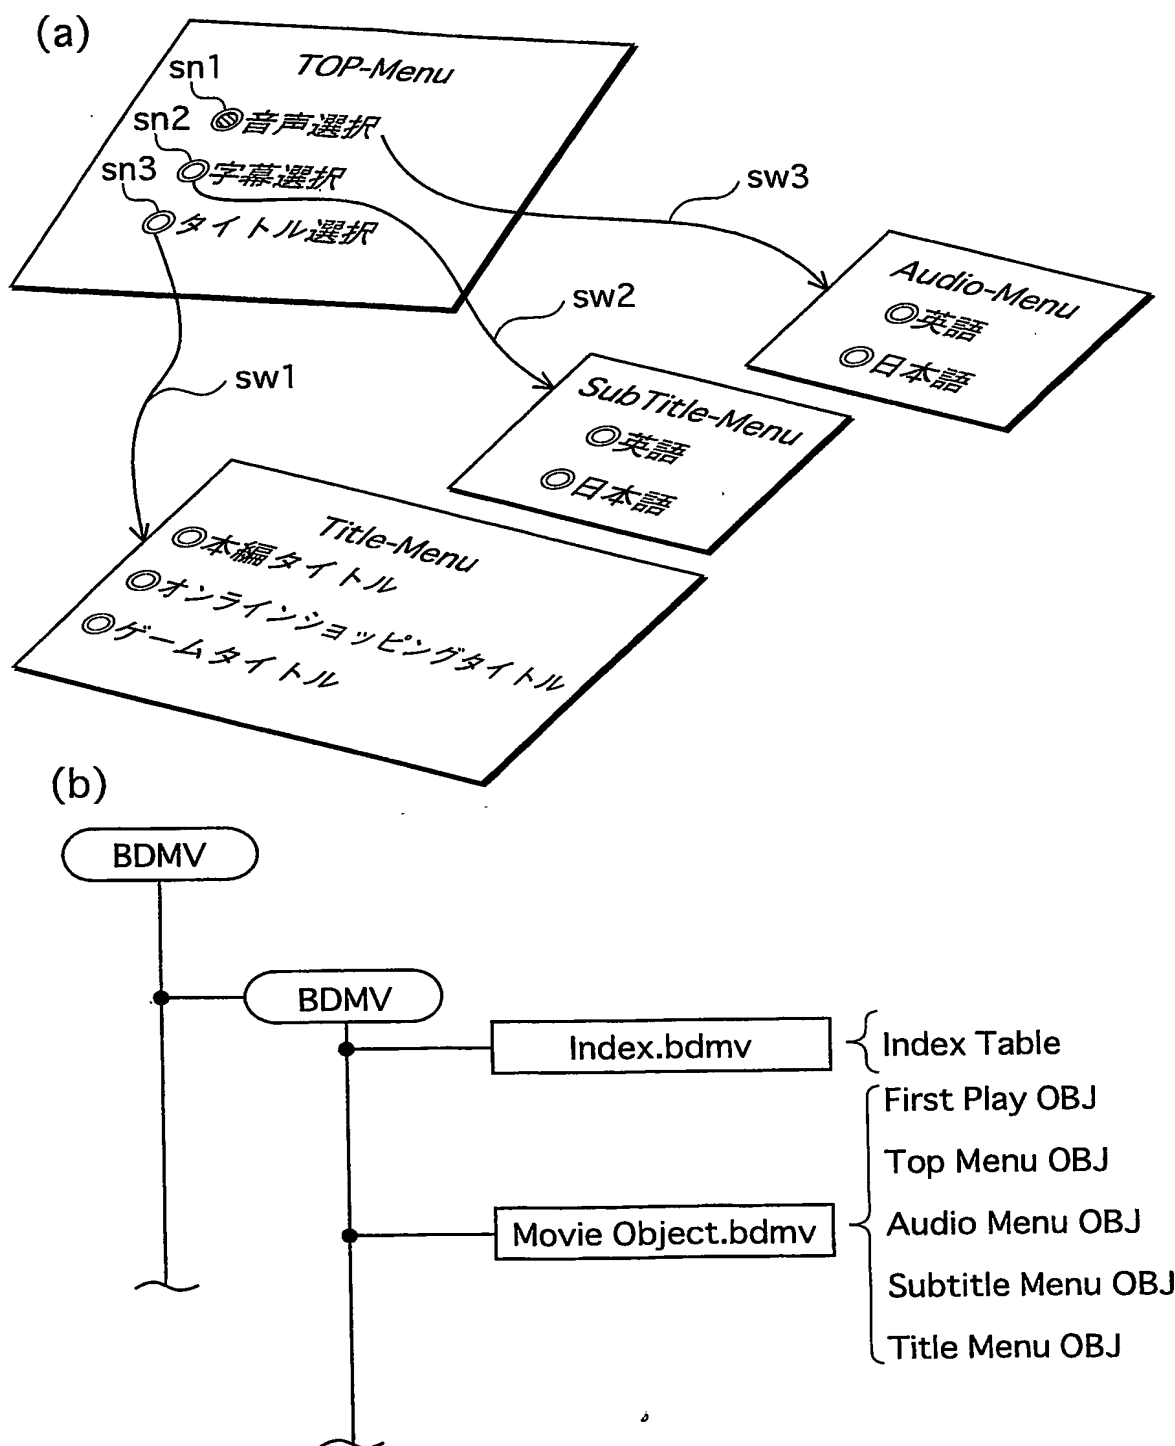 (a)
TOP-Menu
sn1
音声選択
sn2
字幕選択
sn3
タイトル選択
sw3
Audio-Menu
英語
日本語
sw2
SubTitle-Menu
英語
日本語
sw1
Title-Menu
本編タイトル
オンラインショッピングタイトル
ゲームタイトル
(b)
BDMV
BDMV
Index.bdmv
Index Table
Movie Object.bdmv
First Play OBJ
Top Menu OBJ
Audio Menu OBJ
Subtitle Menu OBJ
Title Menu OBJ